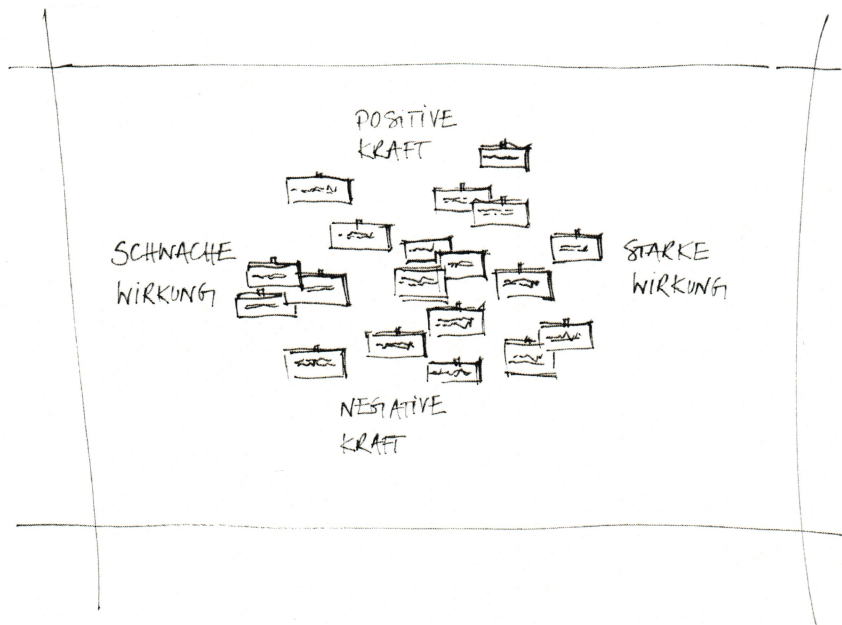 POSITIVE
KRAFT
SCHWACHE
WIRKUNG
STARKE
WIRKUNG
NEGATIVE
KRAFT